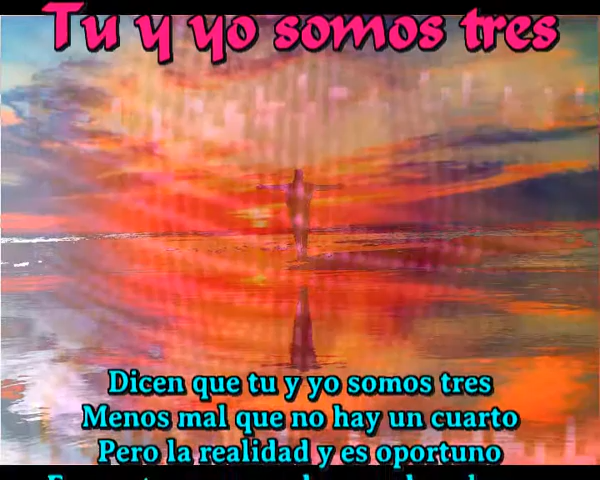 Tu y yo somos tres
Dicen que tu y yo somos tres
Menos mal que no hay un cuarto
Pero la realidad y es oportuno